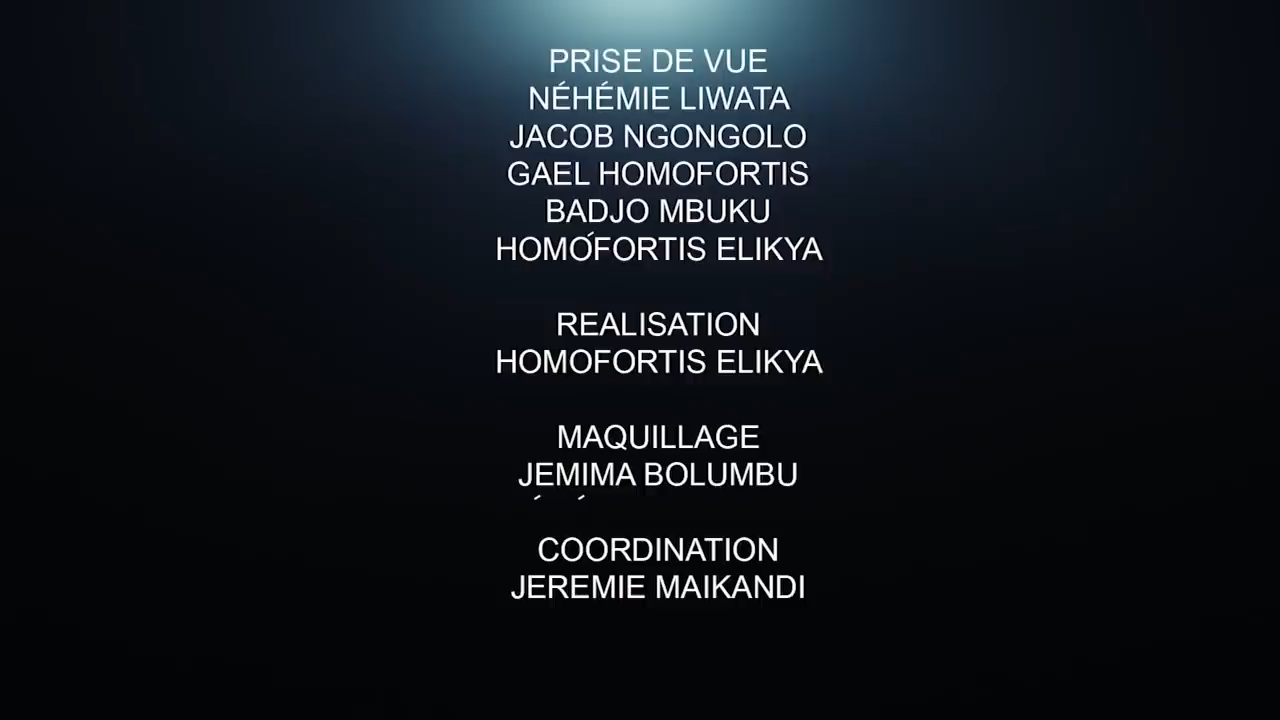 PRISE DE VUE
NÉHÉMIE LIWATA
JACOB NGONGOLO
GAEL HOMOFORTIS
BADJO MBUKU
HOMOFORTIS ELIKYA
REALISATION
HOMOFORTIS ELIKYA
MAQUILLAGE
JEMIMA BOLUMBU
COORDINATION
JEREMIE MAIKANDI